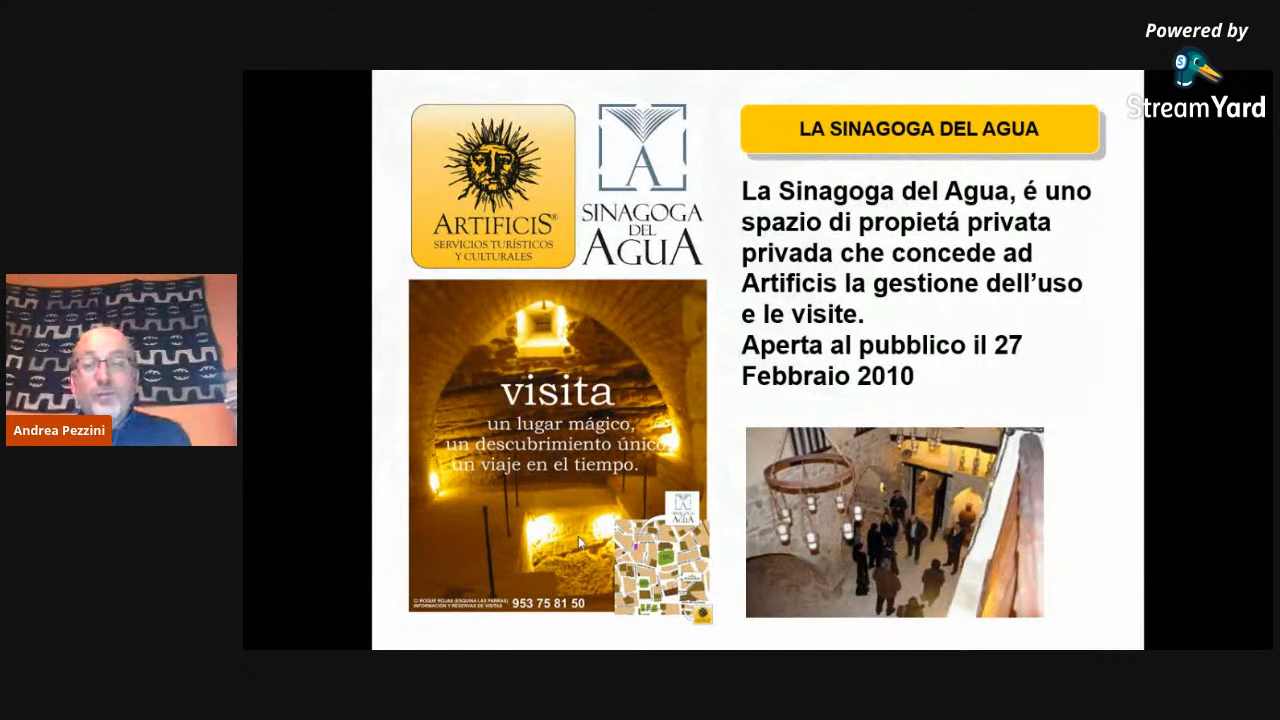 Powered by
StreamYard
ARTIFICIS®
SERVICIOS TURÍSTICOS
Y CULTURALES
SINAGOGA
DEL
AGUA
LA SINAGOGA DEL AGUA
La Sinagoga del Agua, é uno
spazio di propietá privata
privada che concede ad
Artificis la gestione dell'uso
e le visite.
Aperta al pubblico il 27
Febbraio 2010
visita
un lugar mágico,
un descubrimiento único
un viaje en el tiempo.
SINAGOGA
DEL
AGUA
C/ ROQUE ROJAS (ESQUINA LAS PARRAS)
INFORMACIÓN Y RESERVAS DE VISITAS 953 75 81 50
Andrea Pezzini